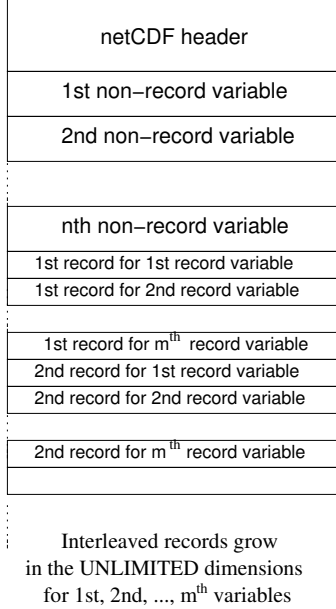 netCDF header
1st non−record variable
2nd non−record variable
nth non−record variable
1st record for 1st record variable
1st record for 2nd record variable
1st record for mth record variable
2nd record for 1st record variable
2nd record for 2nd record variable
2nd record for mth record variable
Interleaved records grow
in the UNLIMITED dimensions
for 1st, 2nd, ..., mth variables